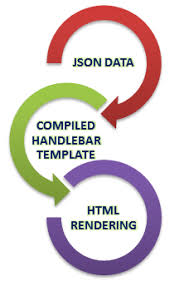 JSON DATA
COMPILED
HANDLEBAR
TEMPLATE
HTML
RENDERING